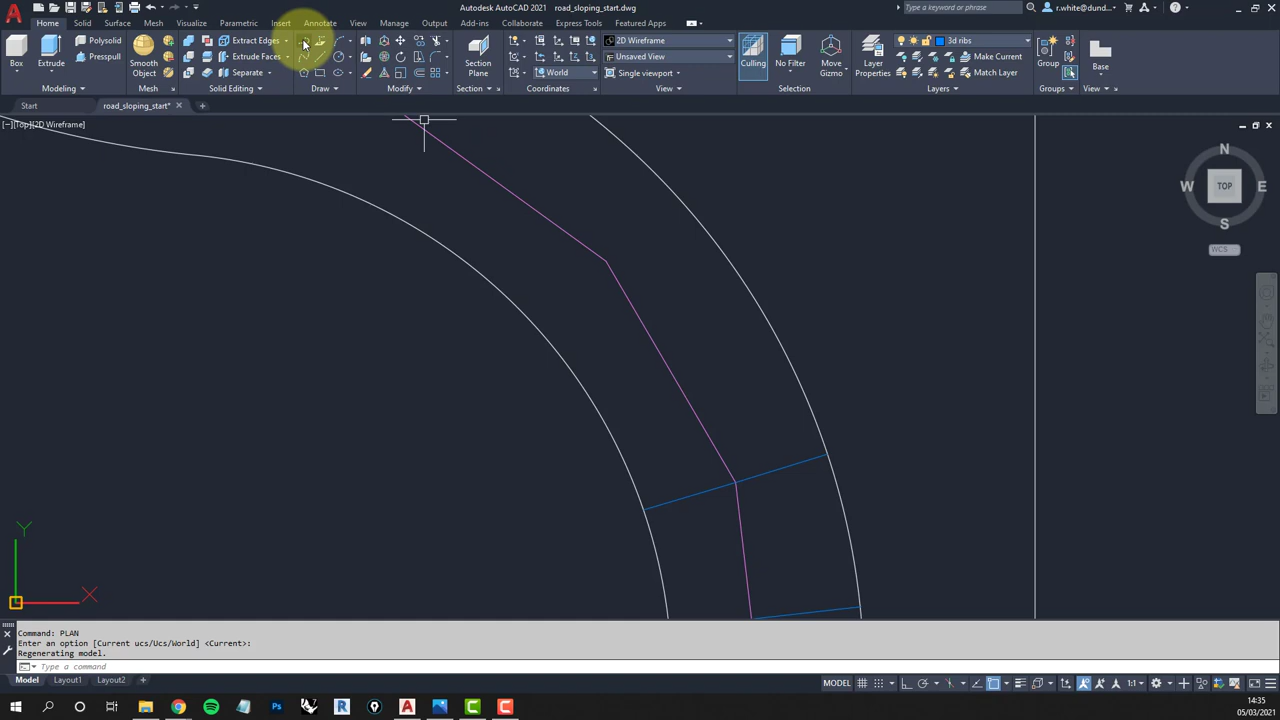 Autodesk AutoCAD 2021 road_sloping_start.dwg
Type a keyword or phrase
r.white@dund...
Home Solid Surface Mesh Visualize Parametric Insert Annotate View Manage Output Add-ins Collaborate Express Tools Featured Apps
Box
Extrude
Polysolid
Presspull
Modeling
Smooth Object
Mesh
Extract Edges
Extrude Faces
Separate
Solid Editing
Draw
Modify
Section Plane
Section
World
Coordinates
2D Wireframe
Unsaved View
Single viewport
View
Culling
No Filter
Move Gizmo
Selection
Layer Properties
3d ribs
Make Current
Match Layer
Layers
Group
Groups
Base
View
Start road_sloping_start*
[−][Top][2D Wireframe]
N
W TOP E
S
WCS
Y
X
Command: PLAN
Enter an option [Current ucs/Ucs/World] <Current>:
Regenerating model.
Type a command
Model Layout1 Layout2
MODEL
1:1
Ps
R
14:35
05/03/2021